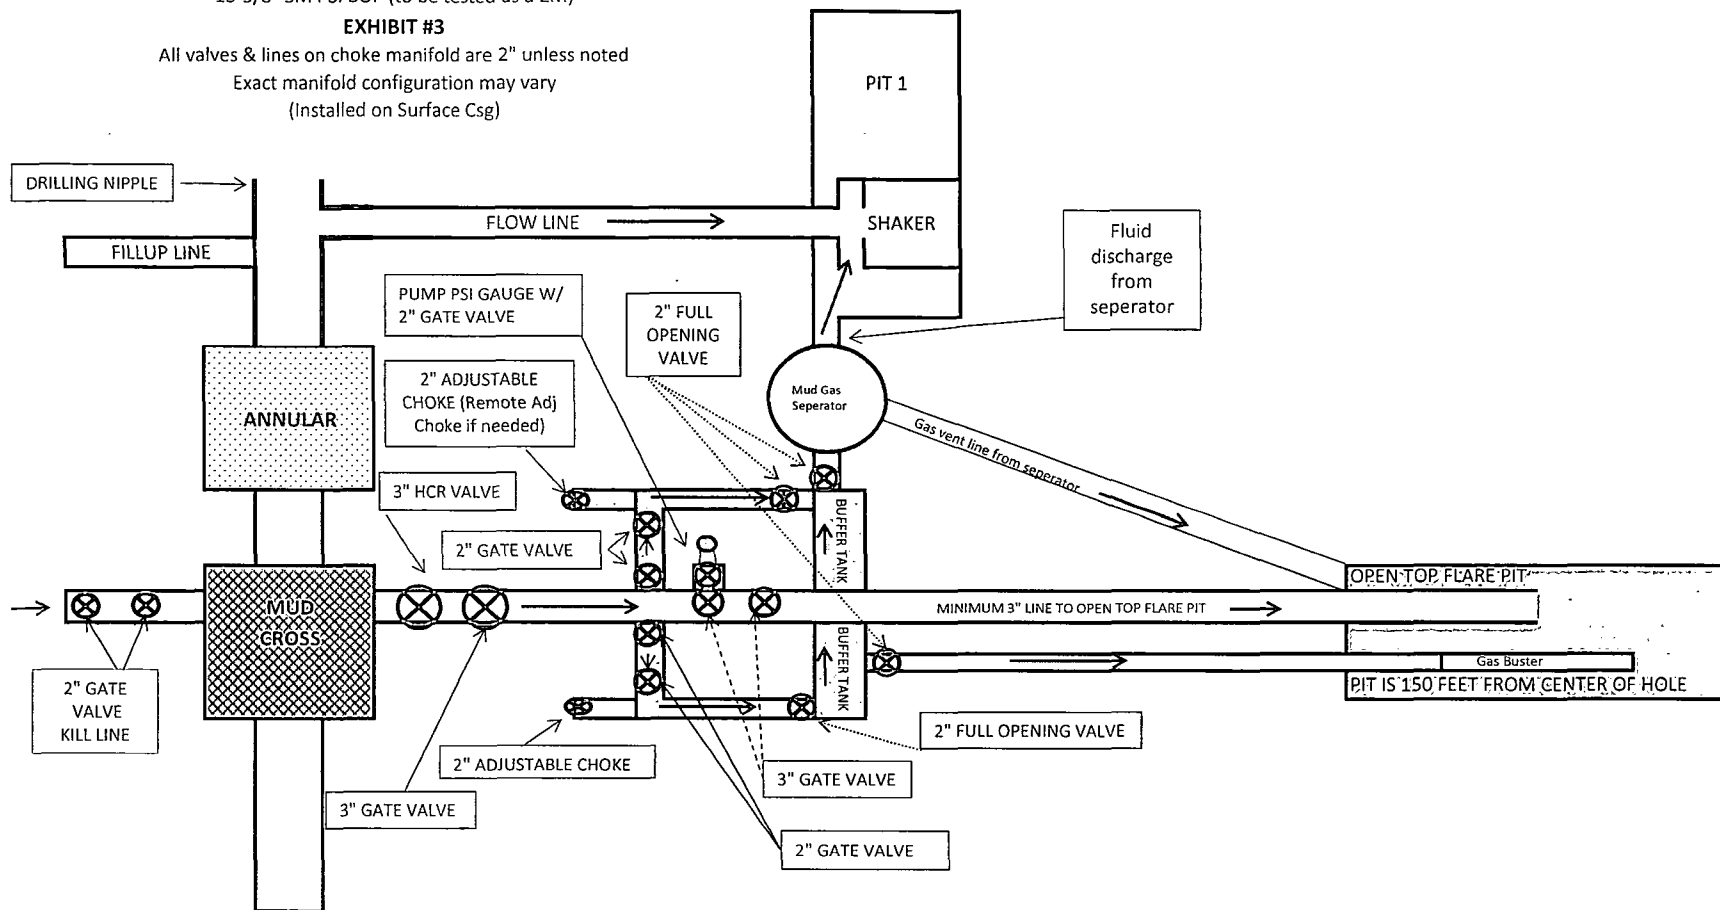 EXHIBIT #3
All valves & lines on choke manifold are 2" unless noted
Exact manifold configuration may vary
(Installed on Surface Csg)
PIT 1
DRILLING NIPPLE
FLOW LINE
SHAKER
FILLUP LINE
Fluid
discharge
from
seperator
PUMP PSI GAUGE W/
2" GATE VALVE
2" FULL
OPENING
VALVE
2" ADJUSTABLE
CHOKE (Remote Adj
Choke if needed)
ANNULAR
Mud Gas
Seperator
Gas vent line from seperator
3" HCR VALVE
2" GATE VALVE
BUFFER TANK
OPEN TOP FLARE PIT
MUD
CROSS
MINIMUM 3" LINE TO OPEN TOP FLARE PIT
BUFFER TANK
Gas Buster
PIT IS 150 FEET FROM CENTER OF HOLE
2" GATE
VALVE
KILL LINE
2" FULL OPENING VALVE
2" ADJUSTABLE CHOKE
3" GATE VALVE
3" GATE VALVE
2" GATE VALVE